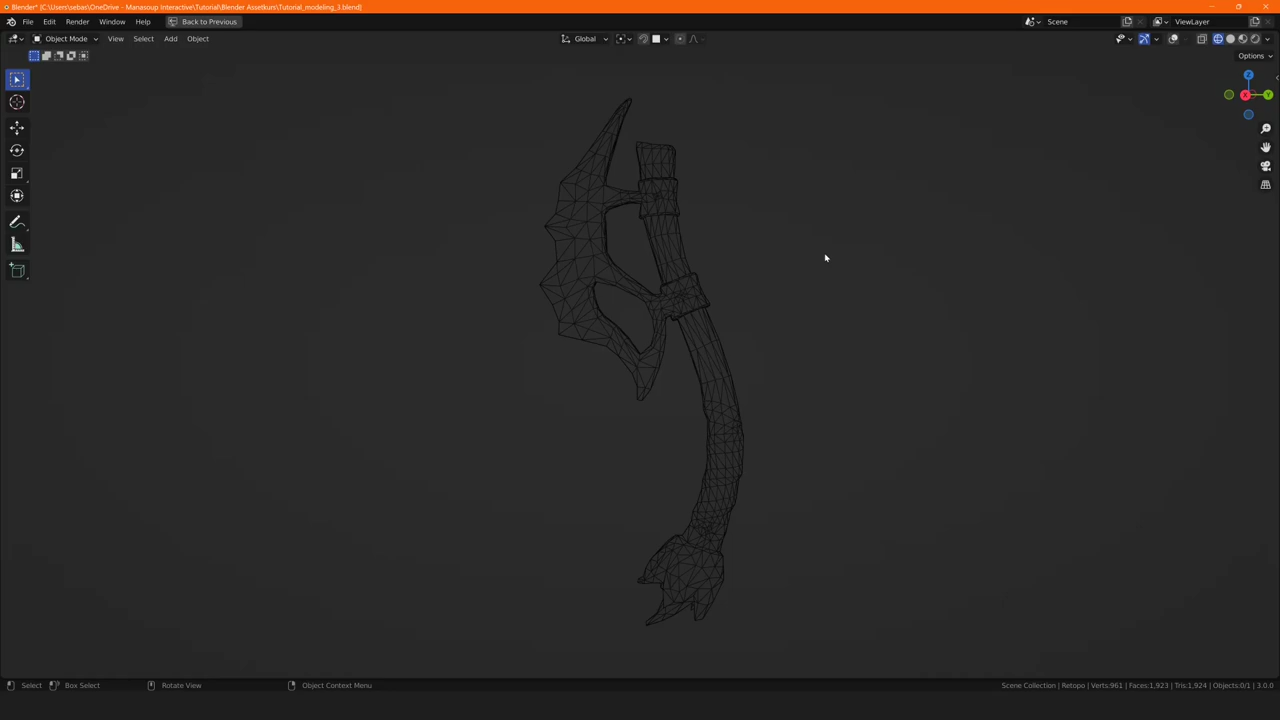 Blender* [C:\Users\sebas\OneDrive - Manasoup Interactive\Tutorial\Blender Assetkurs\Tutorial_modeling_3.blend]
File Edit Render Window Help Back to Previous Scene ViewLayer
Object Mode View Select Add Object Global
Options
Z
X Y
Select Box Select Rotate View Object Context Menu Scene Collection | Retopo | Verts:961 | Faces:1,923 | Tris:1,924 | Objects:0/1 | 3.0.0